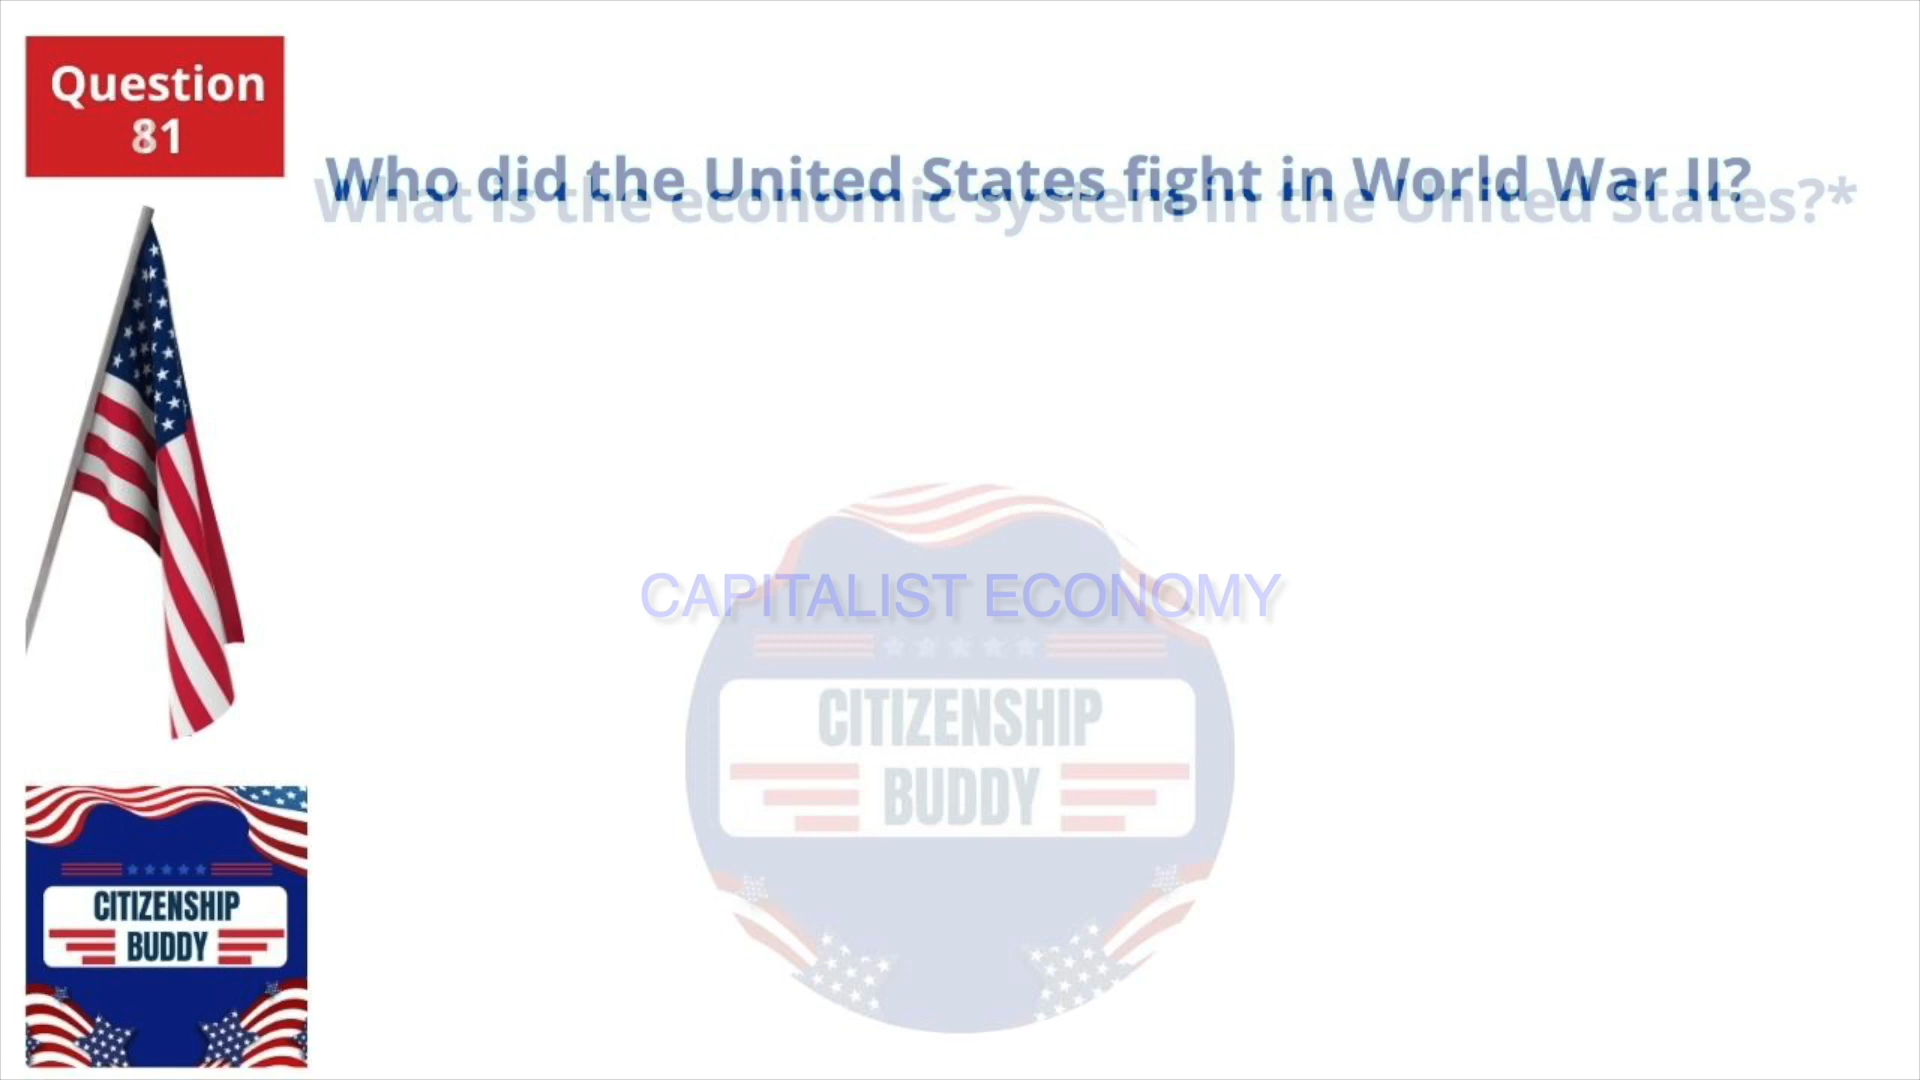 Question
81
Who did the United States fight in World War II?
What is the economic system in the United States?*
CAPITALIST ECONOMY
CITIZENSHIP
BUDDY
CITIZENSHIP
BUDDY